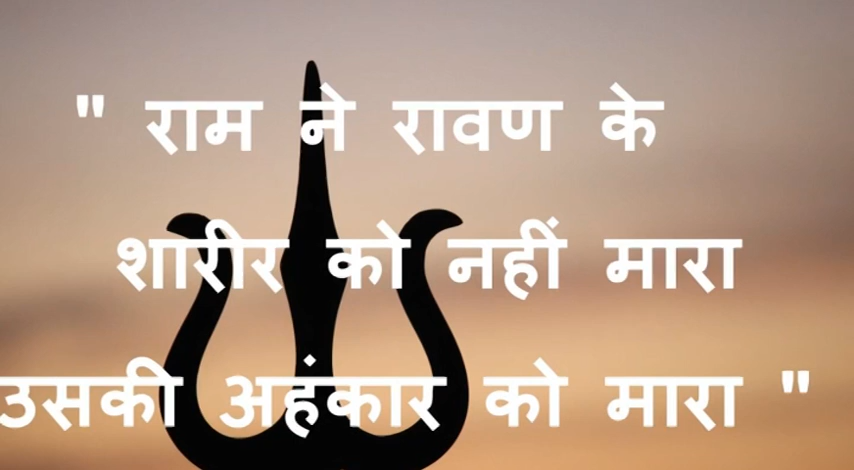 " राम ने रावण के
शारीर को नहीं मारा
उसकी अहंकार को मारा "